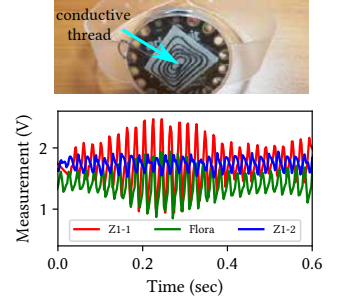 conductive
thread
Measurement (V)
2
1
Z1-1 Flora Z1-2
0.0 0.2 0.4 0.6
Time (sec)